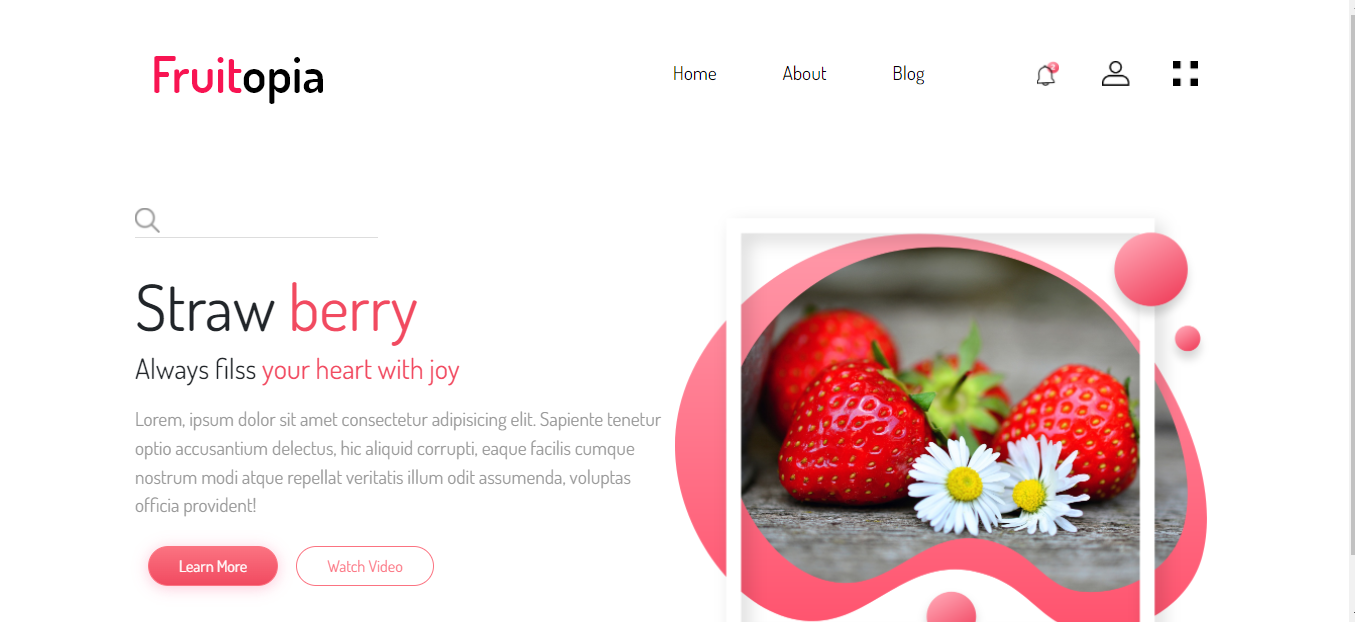 Fruitopia
Home About Blog
2
Straw berry
Always filss your heart with joy
Lorem, ipsum dolor sit amet consectetur adipisicing elit. Sapiente tenetur
optio accusantium delectus, hic aliquid corrupti, eaque facilis cumque
nostrum modi atque repellat veritatis illum odit assumenda, voluptas
officia provident!
Learn More Watch Video